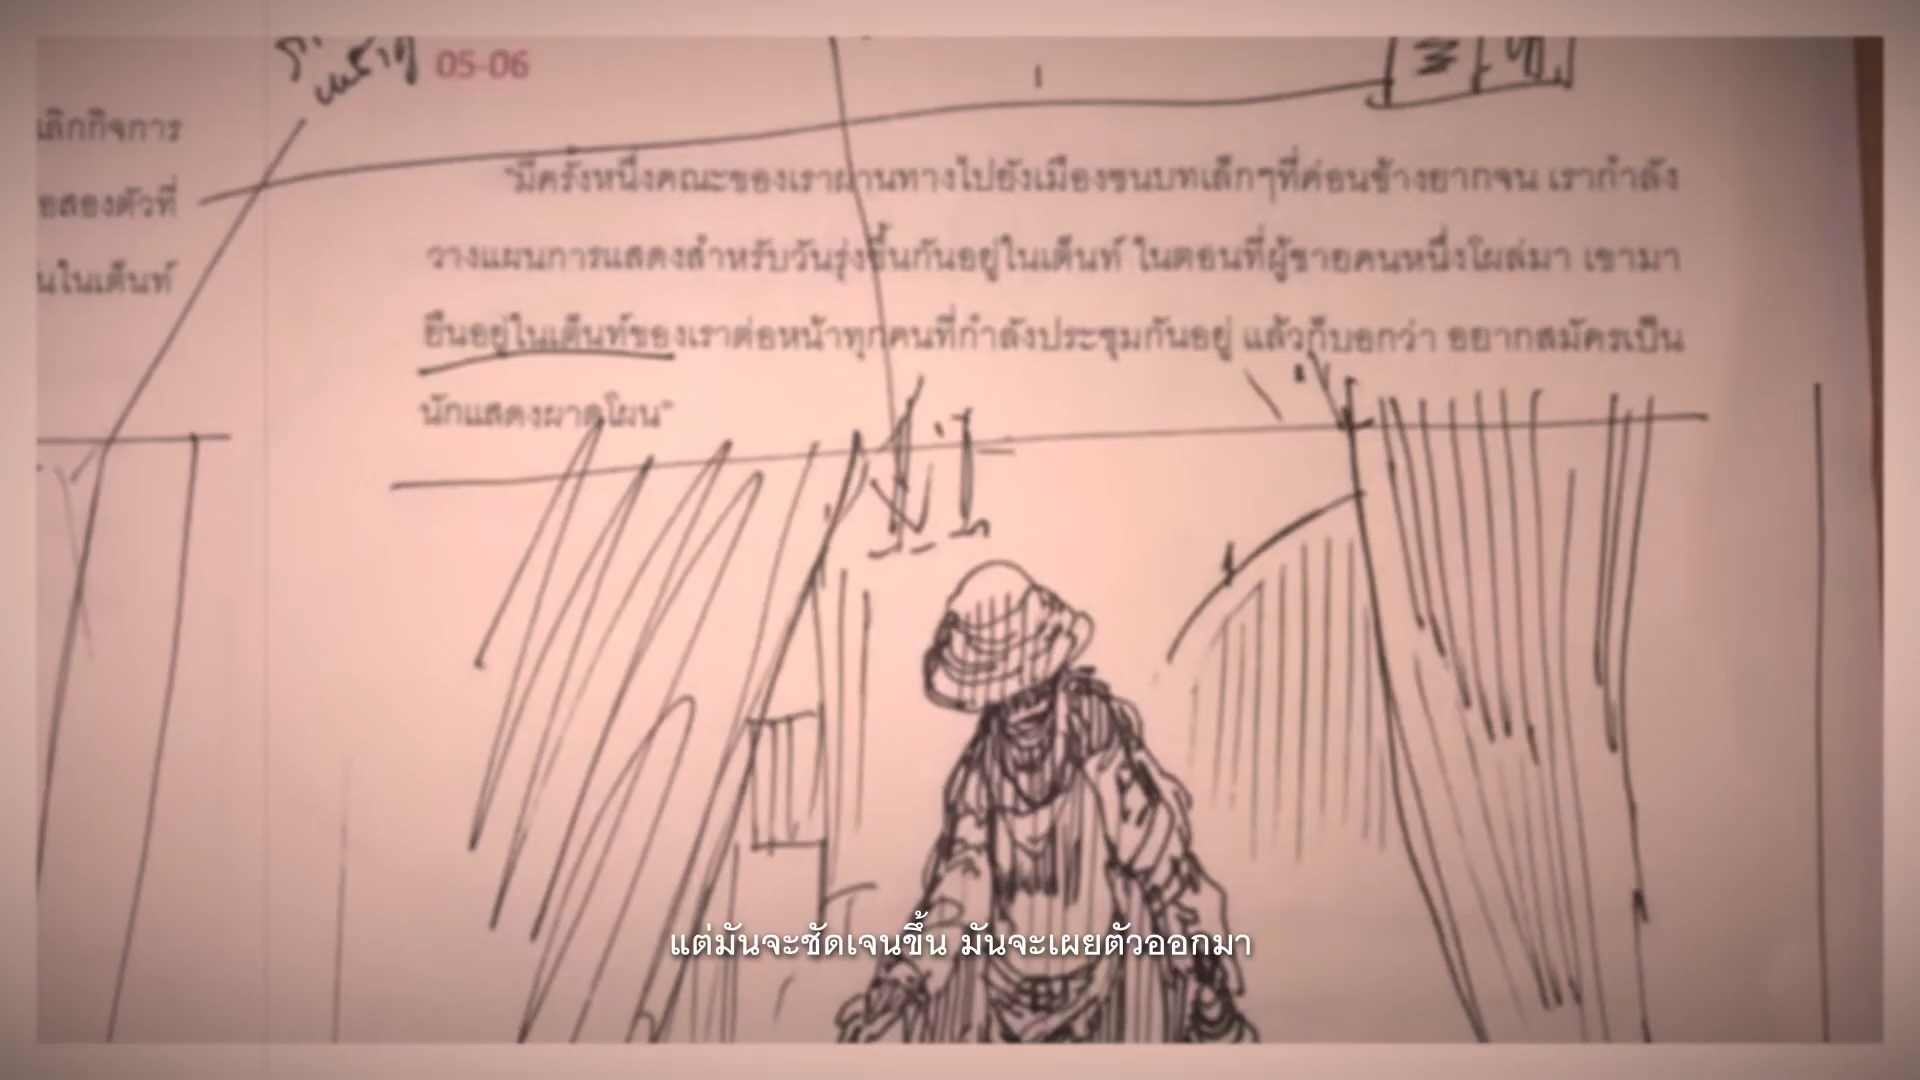 05-06
เลิกกิจการ
"มีครั้งหนึ่งคณะของเราผ่านทางไปยังเมืองชนบทเล็กๆที่ค่อนข้างยากจน เรากำลัง
อสองตัวที่
วางแผนการแสดงสำหรับวันรุ่งขึ้นกันอยู่ในเต็นท์ ในตอนที่ผู้ชายคนหนึ่งโผล่มา เขามา
นในเต็นท์
ยืนอยู่ในเต็นท์ของเราต่อหน้าทุกคนที่กำลังประชุมกันอยู่ แล้วก็บอกว่า อยากสมัครเป็น
นักแสดงผาดโผน"
แต่มันจะชัดเจนขึ้น มันจะเผยตัวออกมา